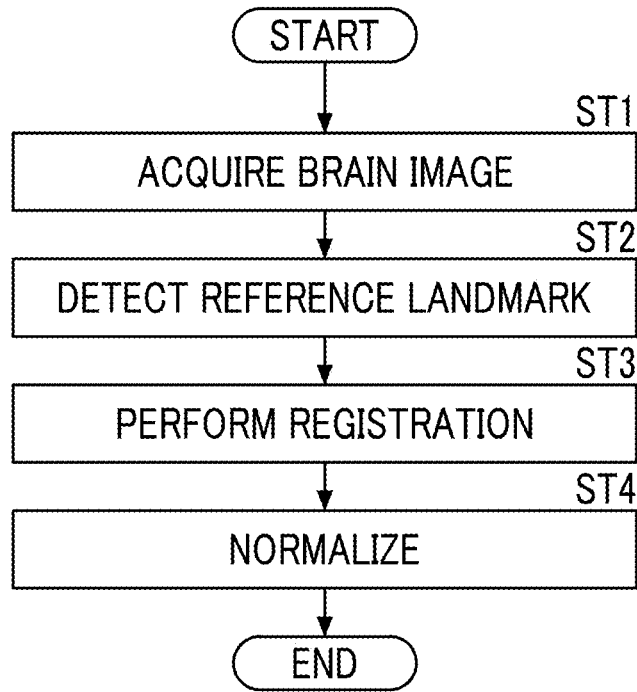 START
ST1
ACQUIRE BRAIN IMAGE
ST2
DETECT REFERENCE LANDMARK
ST3
PERFORM REGISTRATION
ST4
NORMALIZE
END